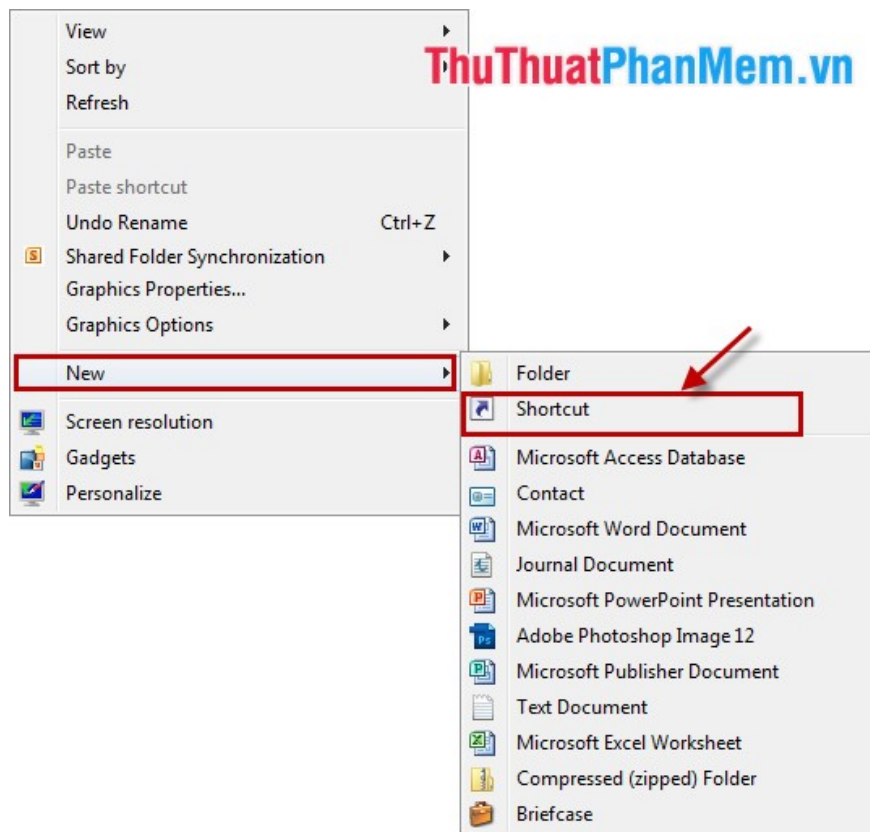 View
ThuThuatPhanMem.vn
Sort by
Refresh
Paste
Paste shortcut
Undo Rename Ctrl+Z
Shared Folder Synchronization
Graphics Properties...
Graphics Options
New
Screen resolution
Gadgets
Personalize
Folder
Shortcut
Microsoft Access Database
Contact
Microsoft Word Document
Journal Document
Microsoft PowerPoint Presentation
Adobe Photoshop Image 12
Microsoft Publisher Document
Text Document
Microsoft Excel Worksheet
Compressed (zipped) Folder
Briefcase